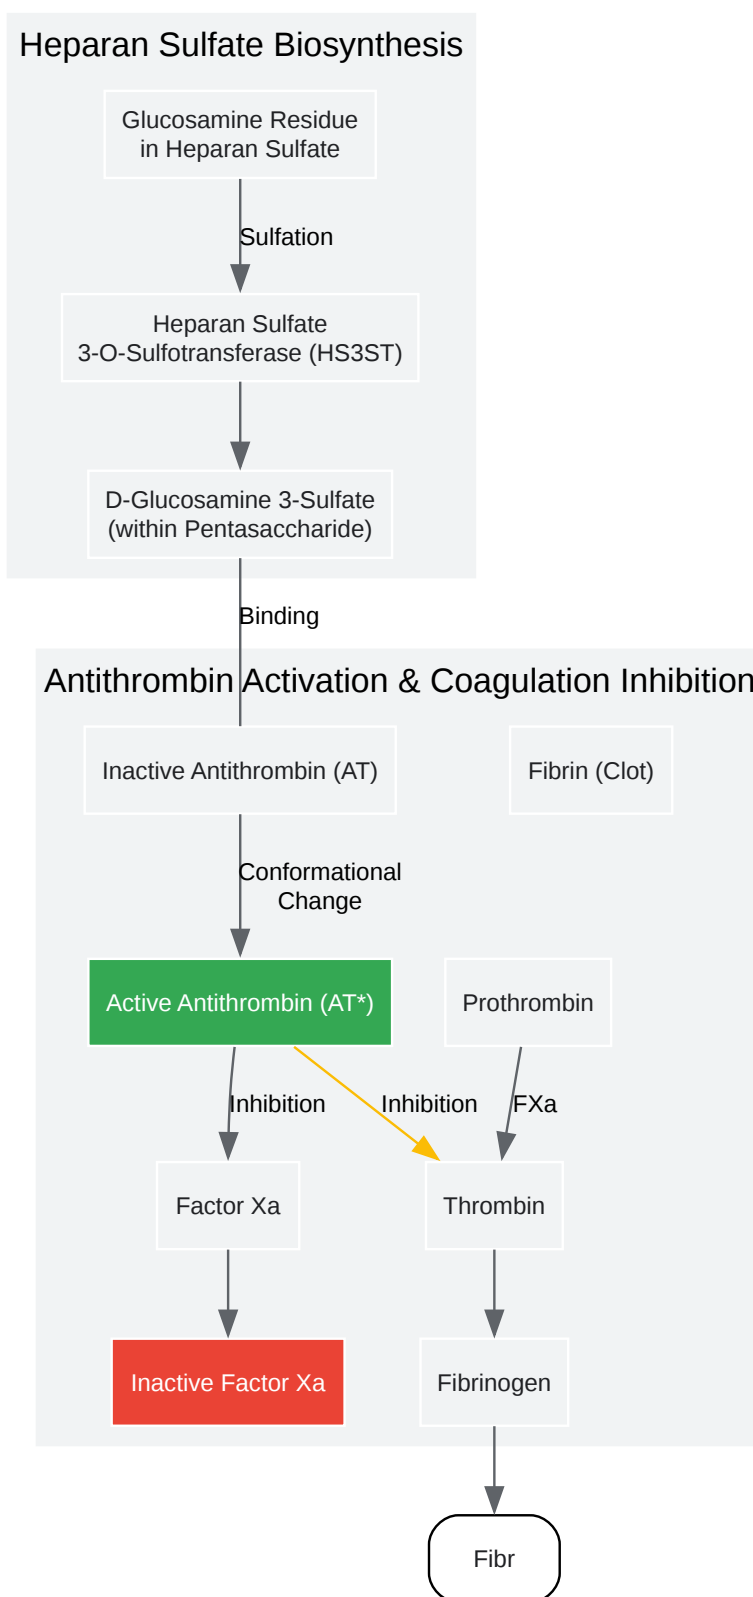 Heparan Sulfate Biosynthesis
Glucosamine Residue
in Heparan Sulfate
Sulfation
Heparan Sulfate
3-O-Sulfotransferase (HS3ST)
D-Glucosamine 3-Sulfate
(within Pentasaccharide)
Binding
Antithrombin Activation & Coagulation Inhibition
Inactive Antithrombin (AT)
Fibrin (Clot)
Conformational
Change
Active Antithrombin (AT*)
Prothrombin
Inhibition
Inhibition
FXa
Factor Xa
Thrombin
Inactive Factor Xa
Fibrinogen
Fibr